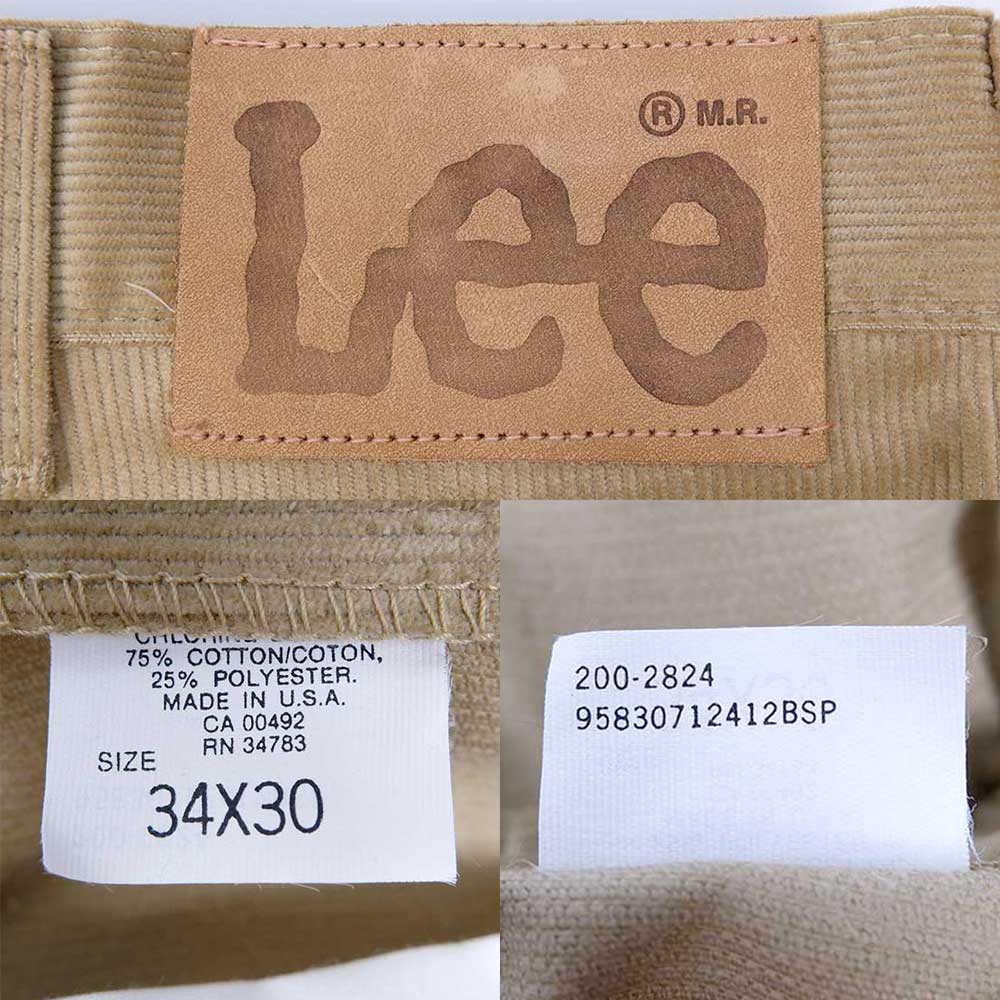 ® M.R.
Lee
75% COTTON/COTON,
25% POLYESTER.
MADE IN U.S.A.
CA 00492
RN 34783
SIZE
34X30
200-2824
95830712412BSP